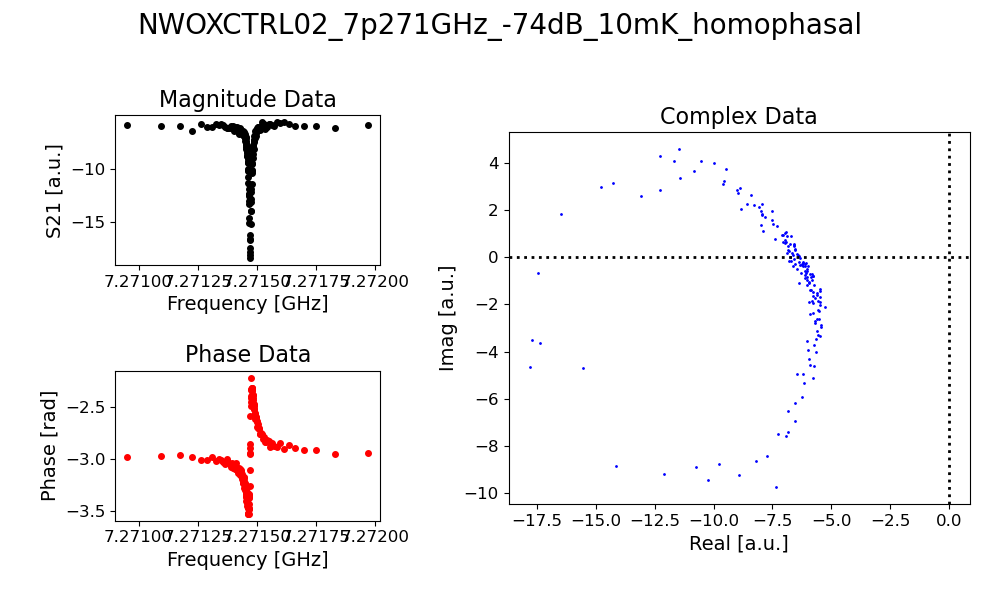 NWOXCTRL02_7p271GHz_-74dB_10mK_homophasal
Magnitude Data
S21 [a.u.]
−10
−15
7.27100 7.27125 7.27150 7.27175 7.27200
Frequency [GHz]
Phase Data
Phase [rad]
−2.5
−3.0
−3.5
7.27100 7.27125 7.27150 7.27175 7.27200
Frequency [GHz]
Complex Data
Imag [a.u.]
4
2
0
−2
−4
−6
−8
−10
−17.5 −15.0 −12.5 −10.0 −7.5 −5.0 −2.5 0.0
Real [a.u.]